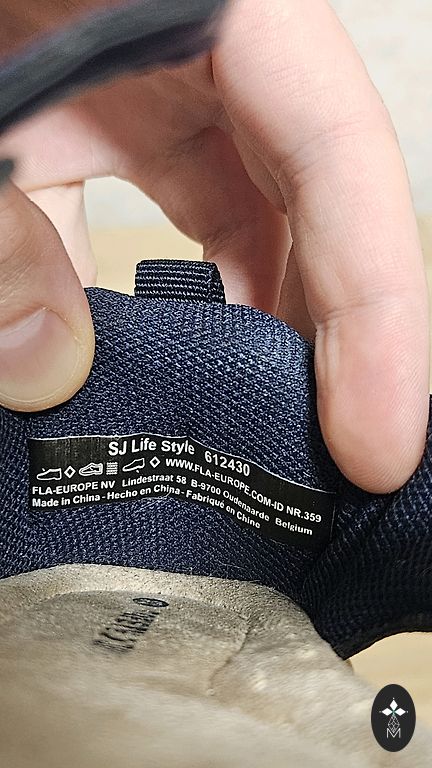 SJ Life Style 612430
WWW.FLA-EUROPE.COM-ID NR.359
FLA-EUROPE NV Lindestraat 58 B-9700 Oudenaarde Belgium
Made in China - Hecho en China - Fabriqué en Chine
M